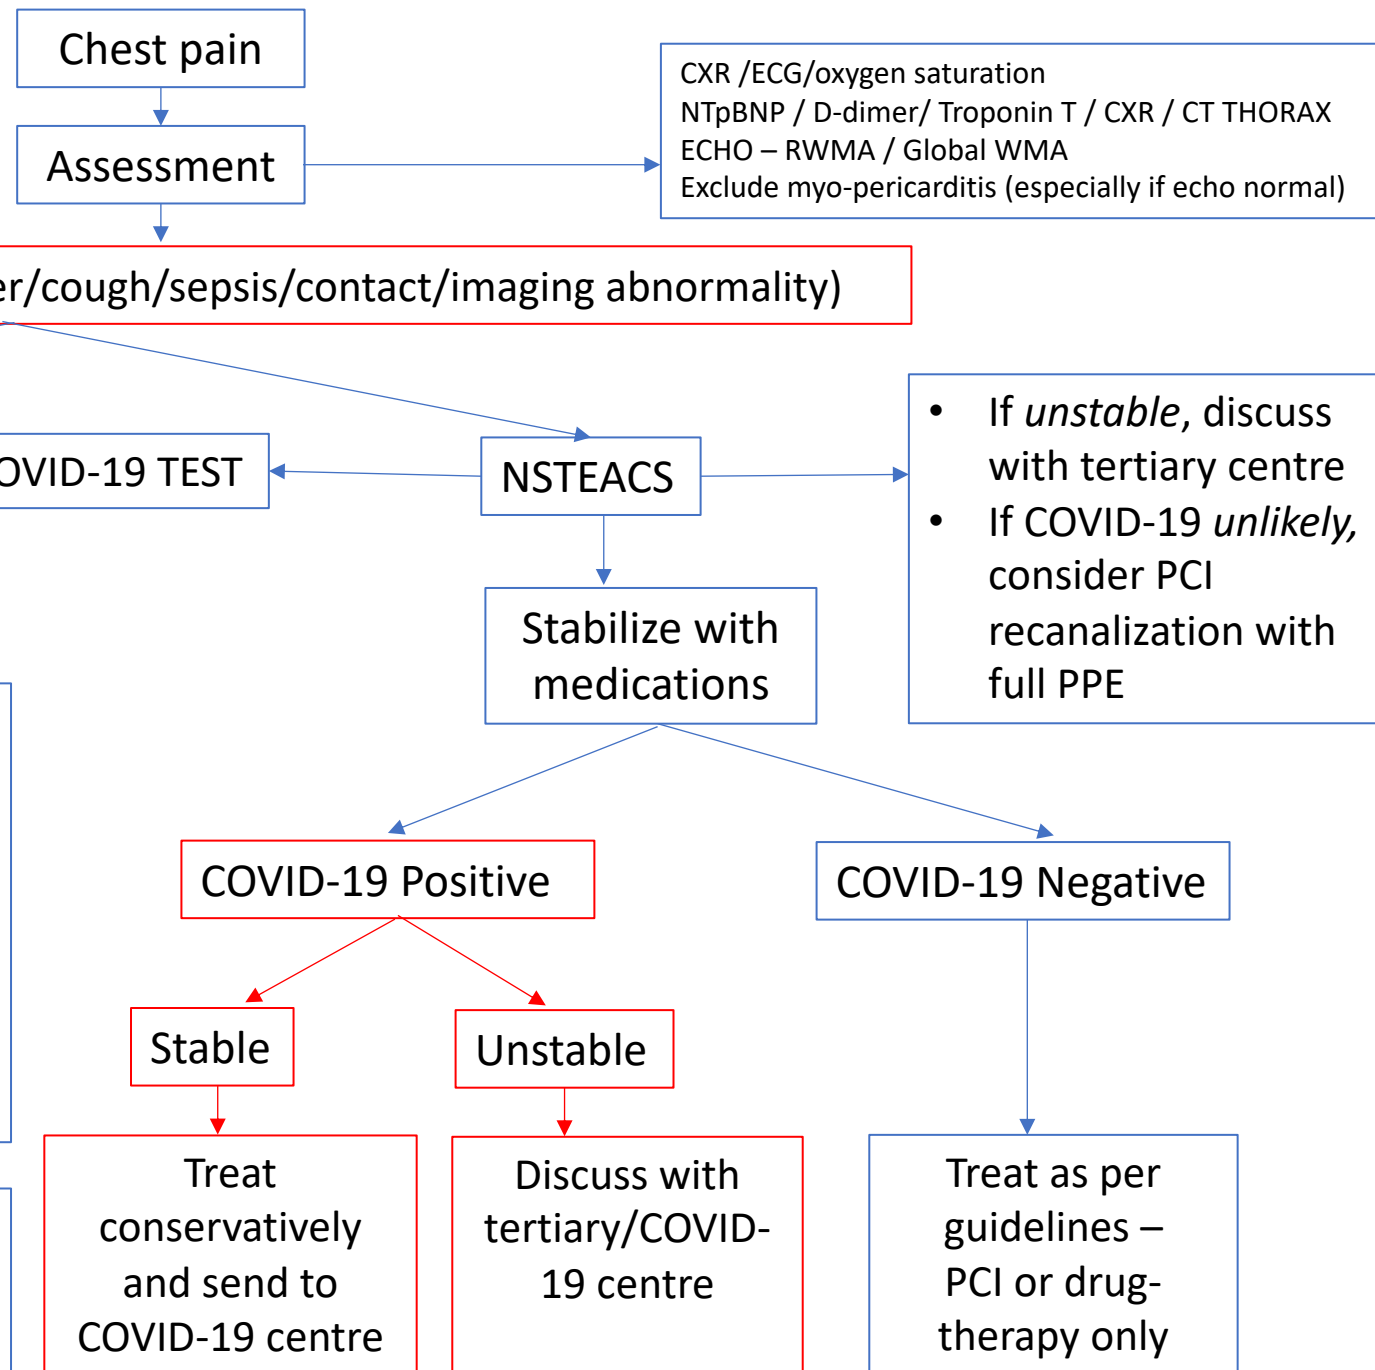 Chest pain
CXR /ECG/oxygen saturation
NTpBNP / D-dimer/ Troponin T / CXR / CT THORAX
ECHO – RWMA / Global WMA
Exclude myo-pericarditis (especially if echo normal)
Assessment
er/cough/sepsis/contact/imaging abnormality)
OVID-19 TEST
NSTEACS
• If unstable, discuss
with tertiary centre
• If COVID-19 unlikely,
consider PCI
recanalization with
full PPE
Stabilize with
medications
COVID-19 Positive
COVID-19 Negative
Stable
Unstable
Treat
conservatively
and send to
COVID-19 centre
Discuss with
tertiary/COVID-
19 centre
Treat as per
guidelines –
PCI or drug-
therapy only